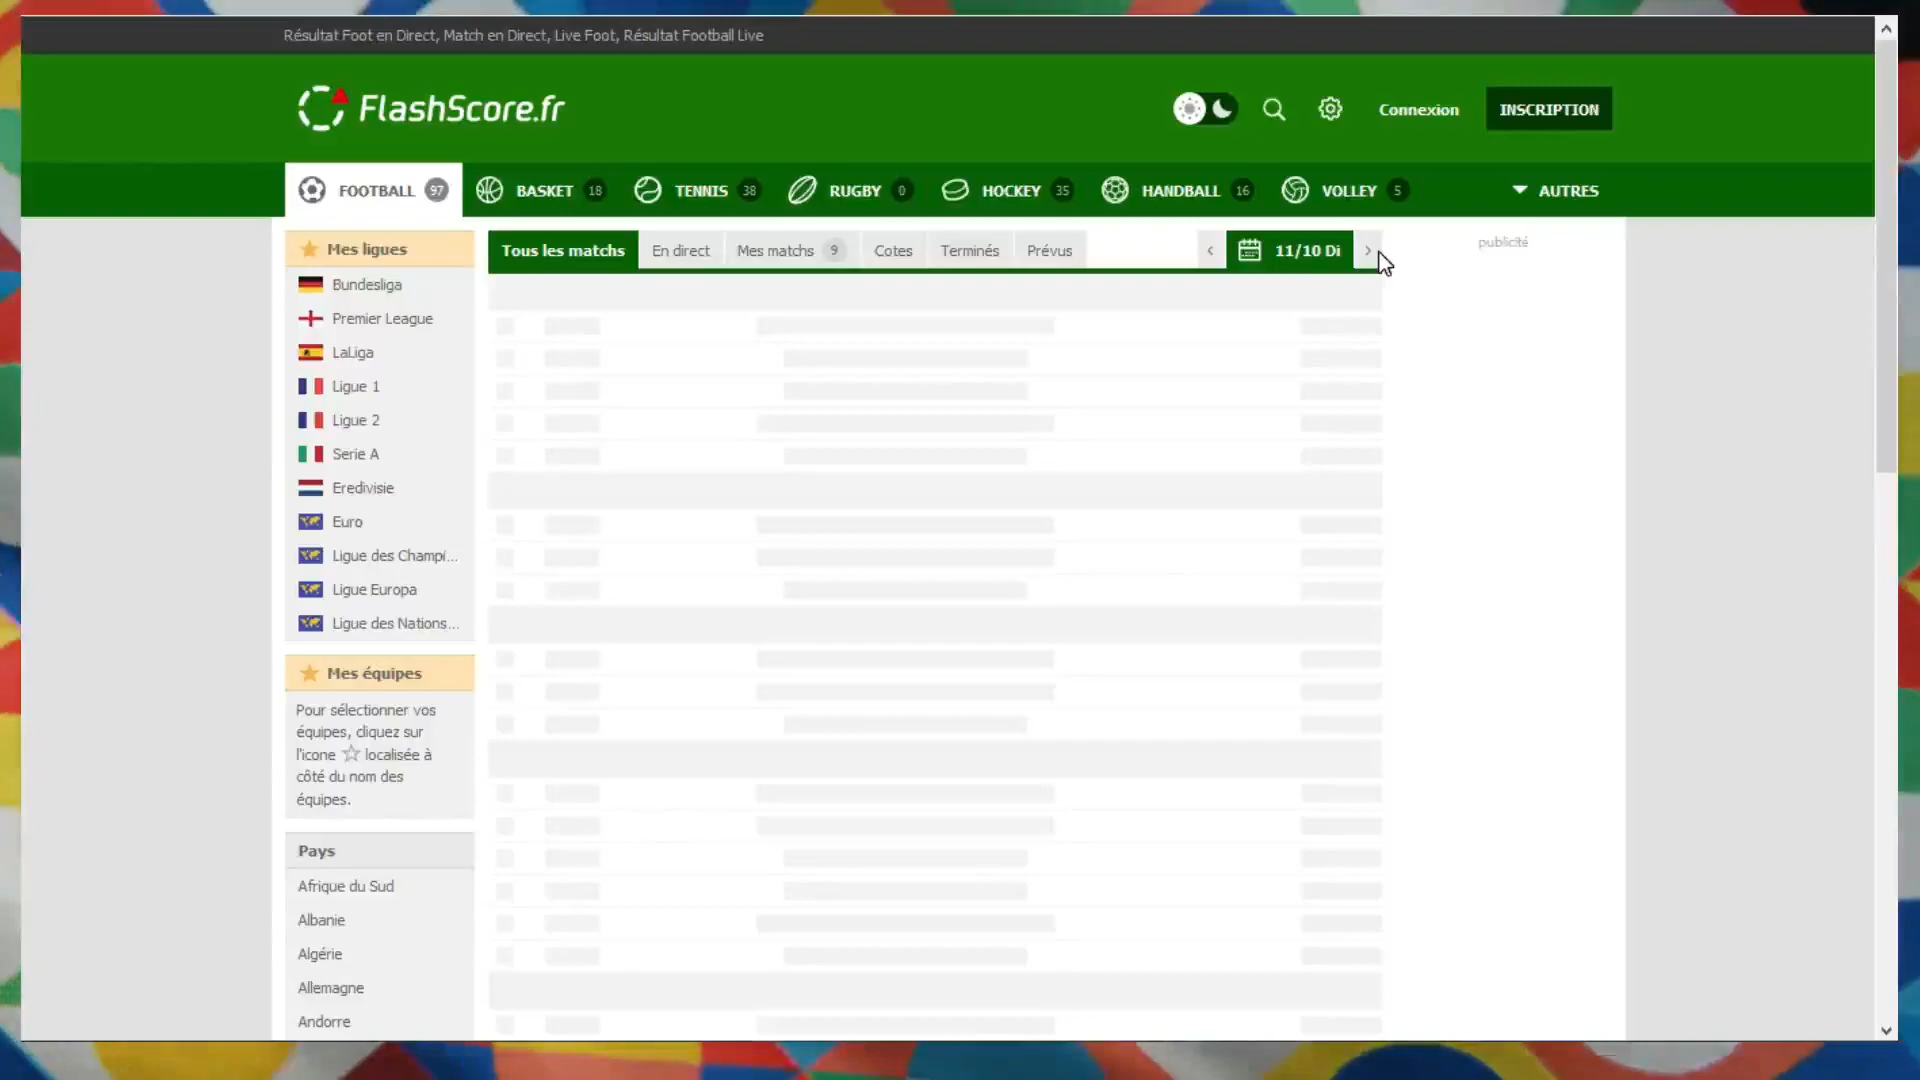 Résultat Foot en Direct, Match en Direct, Live Foot, Résultat Football Live
FlashScore.fr
Connexion
INSCRIPTION
FOOTBALL 97
BASKET 18
TENNIS 38
RUGBY 0
HOCKEY 35
HANDBALL 16
VOLLEY 5
AUTRES
Mes ligues
Bundesliga
Premier League
LaLiga
Ligue 1
Ligue 2
Serie A
Eredivisie
Euro
Ligue des Champi...
Ligue Europa
Ligue des Nations...
Mes équipes
Pour sélectionner vos
équipes, cliquez sur
l'icone ☆ localisée à
côté du nom des
équipes.
Pays
Afrique du Sud
Albanie
Algérie
Allemagne
Andorre
Tous les matchs
En direct
Mes matchs 9
Cotes
Terminés
Prévus
11/10 Di
publicité